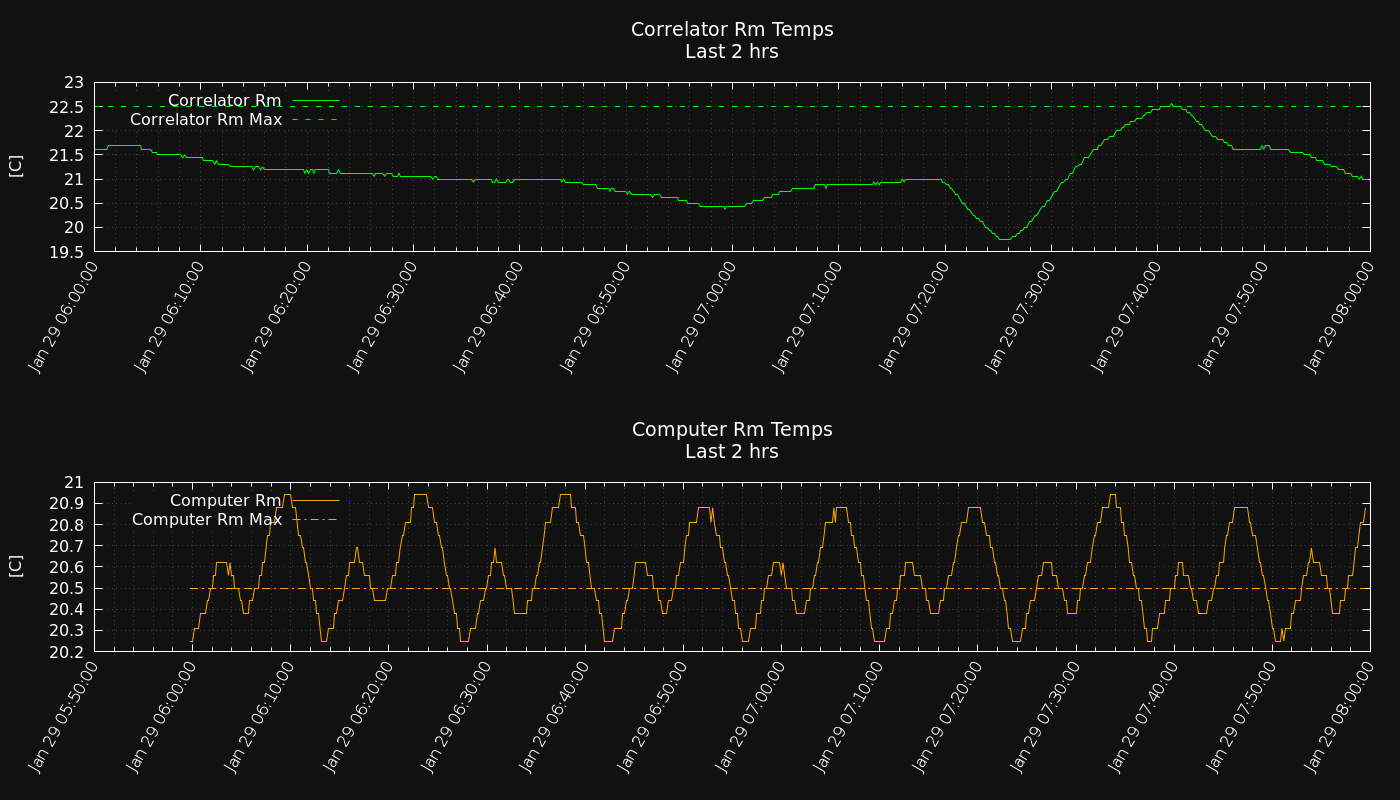 Correlator Rm Temps
Last 2 hrs
[C]
23
22.5
22
21.5
21
20.5
20
19.5
Correlator Rm
Correlator Rm Max
Jan 29 06:00:00
Jan 29 06:10:00
Jan 29 06:20:00
Jan 29 06:30:00
Jan 29 06:40:00
Jan 29 06:50:00
Jan 29 07:00:00
Jan 29 07:10:00
Jan 29 07:20:00
Jan 29 07:30:00
Jan 29 07:40:00
Jan 29 07:50:00
Jan 29 08:00:00
Computer Rm Temps
Last 2 hrs
[C]
21
20.9
20.8
20.7
20.6
20.5
20.4
20.3
20.2
Computer Rm
Computer Rm Max
Jan 29 05:50:00
Jan 29 06:00:00
Jan 29 06:10:00
Jan 29 06:20:00
Jan 29 06:30:00
Jan 29 06:40:00
Jan 29 06:50:00
Jan 29 07:00:00
Jan 29 07:10:00
Jan 29 07:20:00
Jan 29 07:30:00
Jan 29 07:40:00
Jan 29 07:50:00
Jan 29 08:00:00